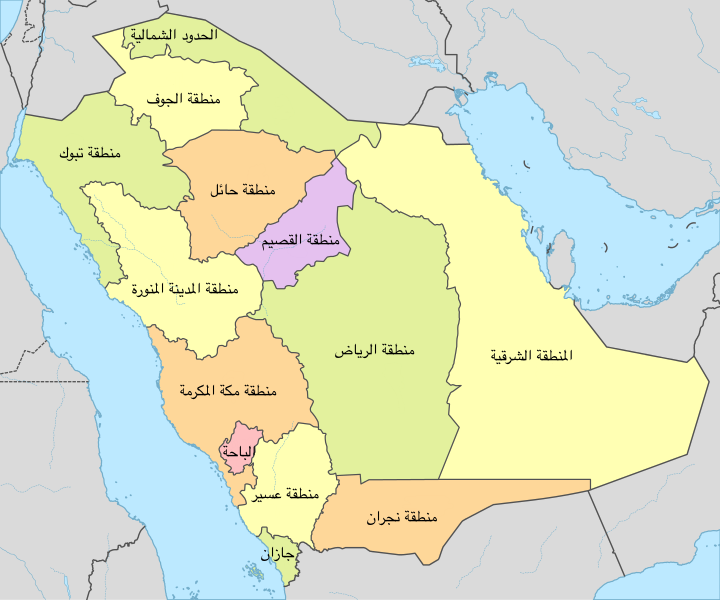 الحدود الشمالية
منطقة الجوف
منطقة تبوك
منطقة حائل
منطقة القصيم
منطقة المدينة المنورة
منطقة الرياض
المنطقة الشرقية
منطقة مكة المكرمة
لباحة
منطقة عسير
منطقة نجران
جازان